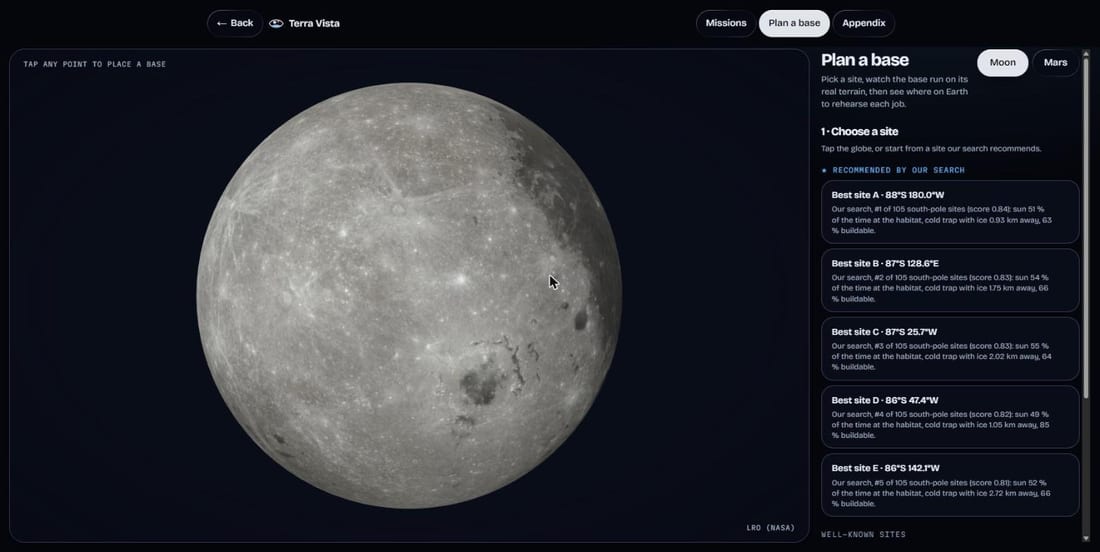 ← Back
Terra Vista
Missions
Plan a base
Appendix
TAP ANY POINT TO PLACE A BASE
LRO (NASA)
Plan a base
Moon
Mars
Pick a site, watch the base run on its
real terrain, then see where on Earth
to rehearse each job.
1 · Choose a site
Tap the globe, or start from a site our search recommends.
★ RECOMMENDED BY OUR SEARCH
Best site A · 88°S 180.0°W
Our search, #1 of 105 south-pole sites (score 0.84): sun 51 %
of the time at the habitat, cold trap with ice 0.93 km away, 63
% buildable.
Best site B · 87°S 128.6°E
Our search, #2 of 105 south-pole sites (score 0.83): sun 54 %
of the time at the habitat, cold trap with ice 1.75 km away, 66
% buildable.
Best site C · 87°S 25.7°W
Our search, #3 of 105 south-pole sites (score 0.83): sun 55 %
of the time at the habitat, cold trap with ice 2.02 km away, 64
% buildable.
Best site D · 86°S 47.4°W
Our search, #4 of 105 south-pole sites (score 0.82): sun 49 %
of the time at the habitat, cold trap with ice 1.05 km away, 85
% buildable.
Best site E · 86°S 142.1°W
Our search, #5 of 105 south-pole sites (score 0.81): sun 52 %
of the time at the habitat, cold trap with ice 2.72 km away, 66
% buildable.
WELL-KNOWN SITES